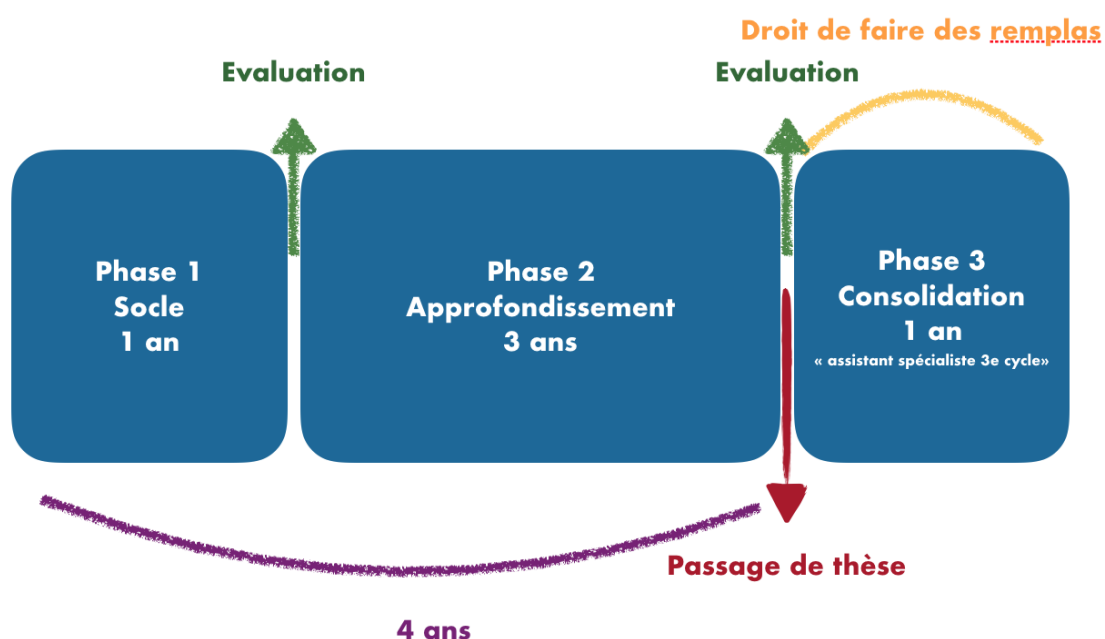 Droit de faire des remplas
Evaluation
Evaluation
Phase 1
Socle
1 an
Phase 2
Approfondissement
3 ans
Phase 3
Consolidation
1 an
« assistant spécialiste 3e cycle»
Passage de thèse
4 ans